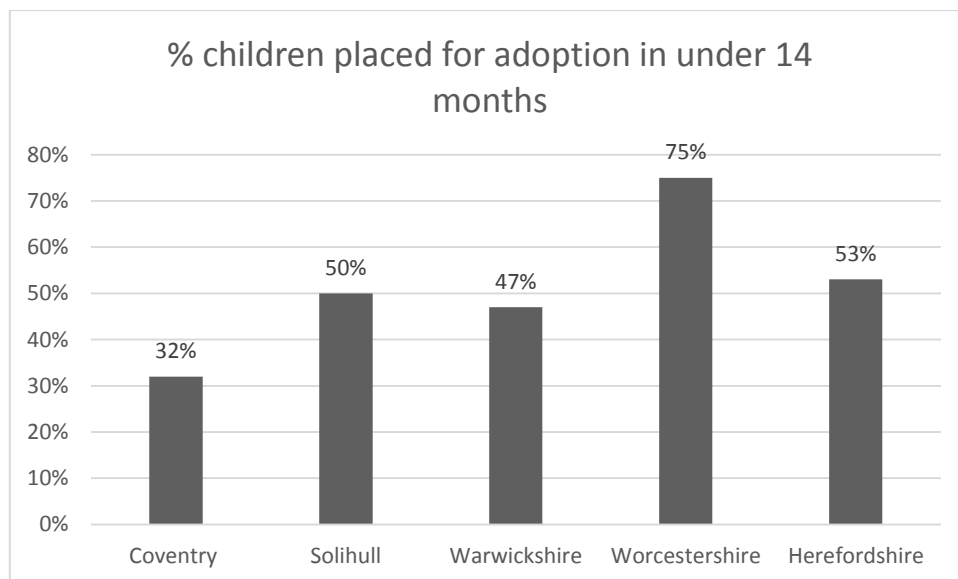 % children placed for adoption in under 14
months
80%
70%
60%
50%
40%
30%
20%
10%
0%
32%
50%
47%
75%
53%
Coventry
Solihull
Warwickshire
Worcestershire
Herefordshire